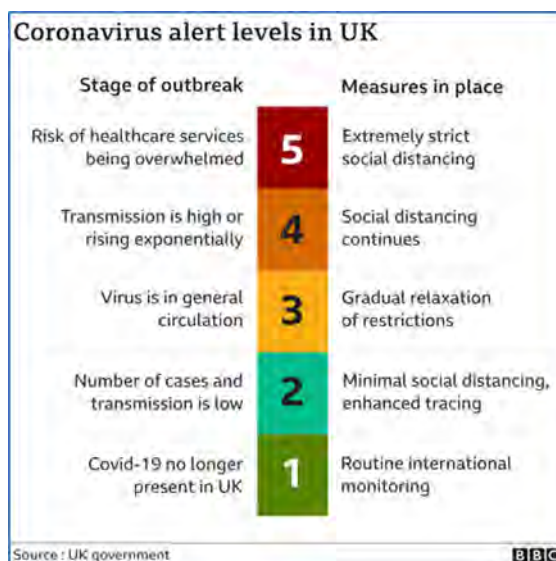 Coronavirus alert levels in UK
Stage of outbreak
Measures in place
Risk of healthcare services
being overwhelmed
5
Extremely strict
social distancing
Transmission is high or
rising exponentially
4
Social distancing
continues
Virus is in general
circulation
3
Gradual relaxation
of restrictions
Number of cases and
transmission is low
2
Minimal social distancing,
enhanced tracing
Covid-19 no longer
present in UK
1
Routine international
monitoring
Source : UK government
BBC